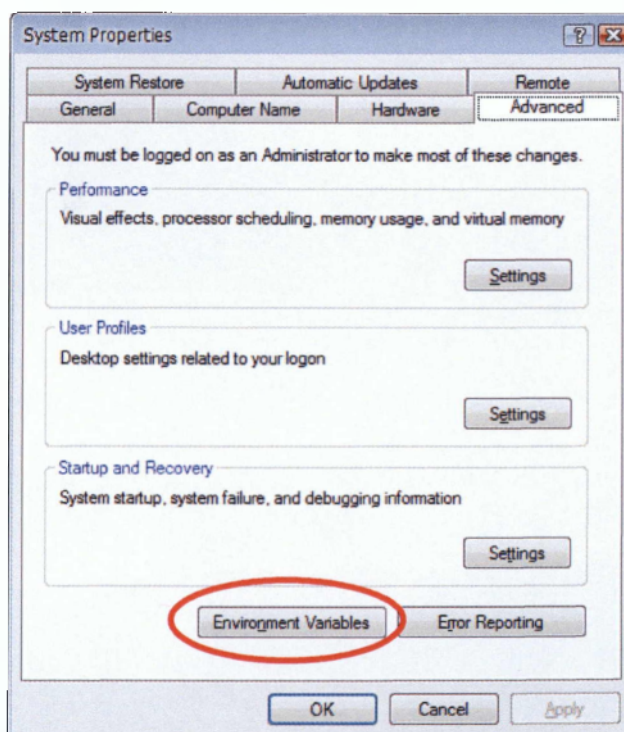 System Properties
System Restore
Automatic Updates
Remote
General
Computer Name
Hardware
Advanced
You must be logged on as an Administrator to make most of these changes.
Performance
Visual effects, processor scheduling, memory usage, and virtual memory
Settings
User Profiles
Desktop settings related to your logon
Settings
Startup and Recovery
System startup, system failure, and debugging information
Settings
Environment Variables
Error Reporting
OK
Cancel
Apply